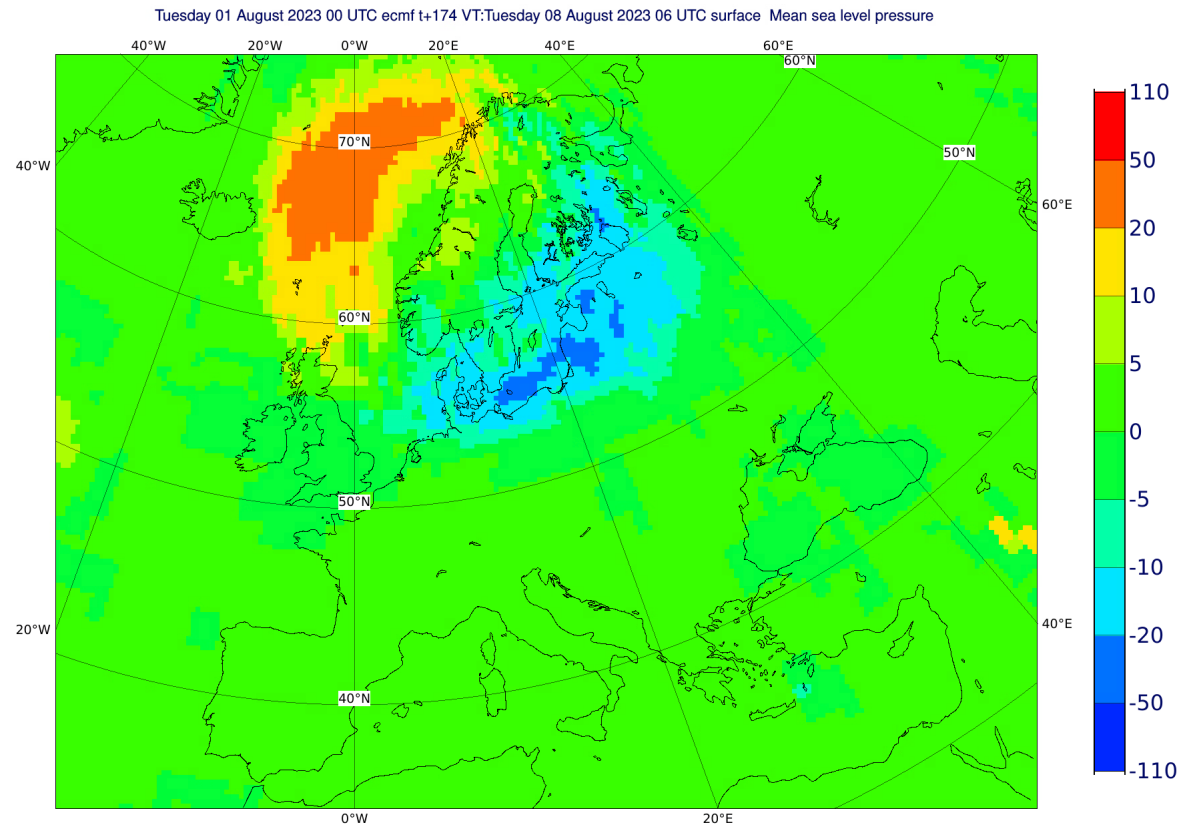 Tuesday 01 August 2023 00 UTC ecmf t+174 VT:Tuesday 08 August 2023 06 UTC surface  Mean sea level pressure
40°W 20°W 0°W 20°E 40°E 60°E
60°N
110
50°N
40°W
70°N
50
60°E
20
10
60°N
5
0
50°N
-5
-10
20°W
40°E
-20
40°N
-50
-110
0°W 20°E